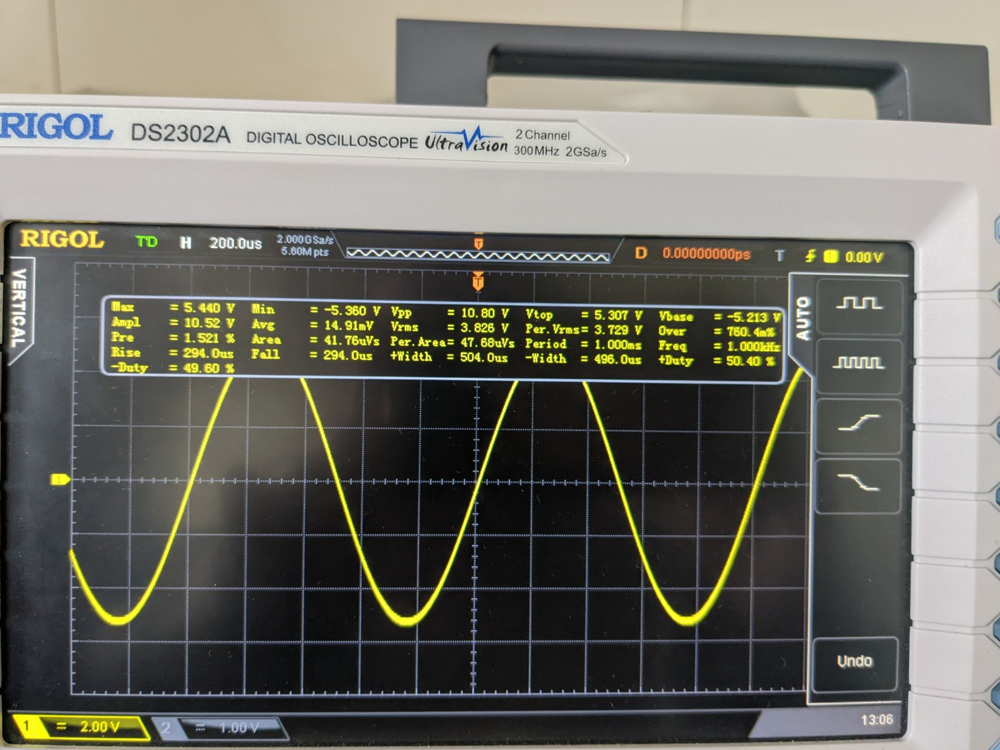 RIGOL DS2302A DIGITAL OSCILLOSCOPE UltraVision 2 Channel
300MHz 2GSa/s
RIGOL T'D H 200.0us 2.000GSa/s
5.60M pts
T
D 0.00000000ps T 1 0.00 V
VERTICAL
T
AUTO
Max = 5.440 V Min = -5.360 V Vpp = 10.80 V Vtop = 5.307 V Vbase = -5.213 V
Ampl = 10.52 V Avg = 14.91mV Vrms = 3.826 V Per.Vrms= 3.729 V Over = 760.4m%
Pre = 1.521 % Area = 41.76uVs Per.Area= 47.68uVs Period = 1.000ms Freq = 1.000kHz
Rise = 294.0us Fall = 294.0us +Width = 504.0us -Width = 496.0us +Duty = 50.40 %
-Duty = 49.60 %
1
Undo
1 = 2.00 V 2 = 1.00 V 13:06